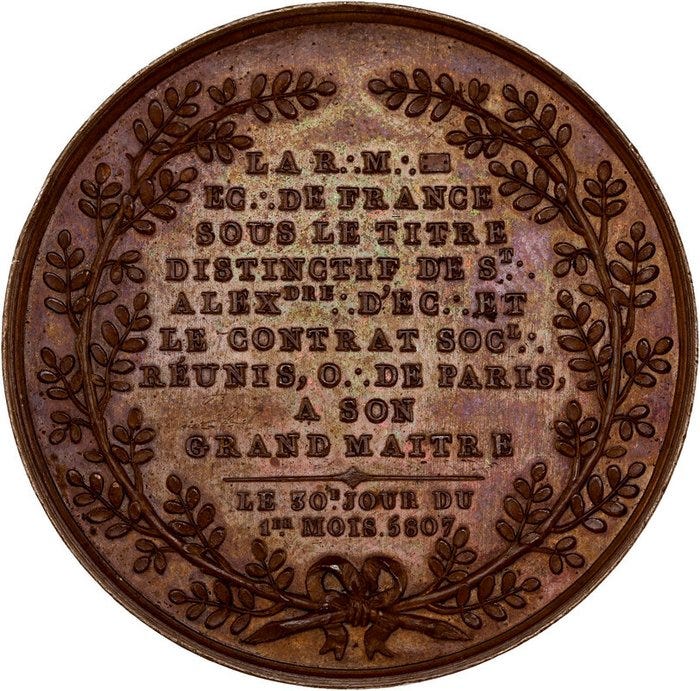 LA R∴M∴▭
EC∴DE FRANCE
SOUS LE TITRE
DISTINCTIF DE ST∴
ALEXDRE∴D'EC∴ET
LE CONTRAT SOCL∴
RÉUNIS, O∴DE PARIS,
A SON
GRAND MAITRE
LE 30E JOUR DU
1ER MOIS.5807